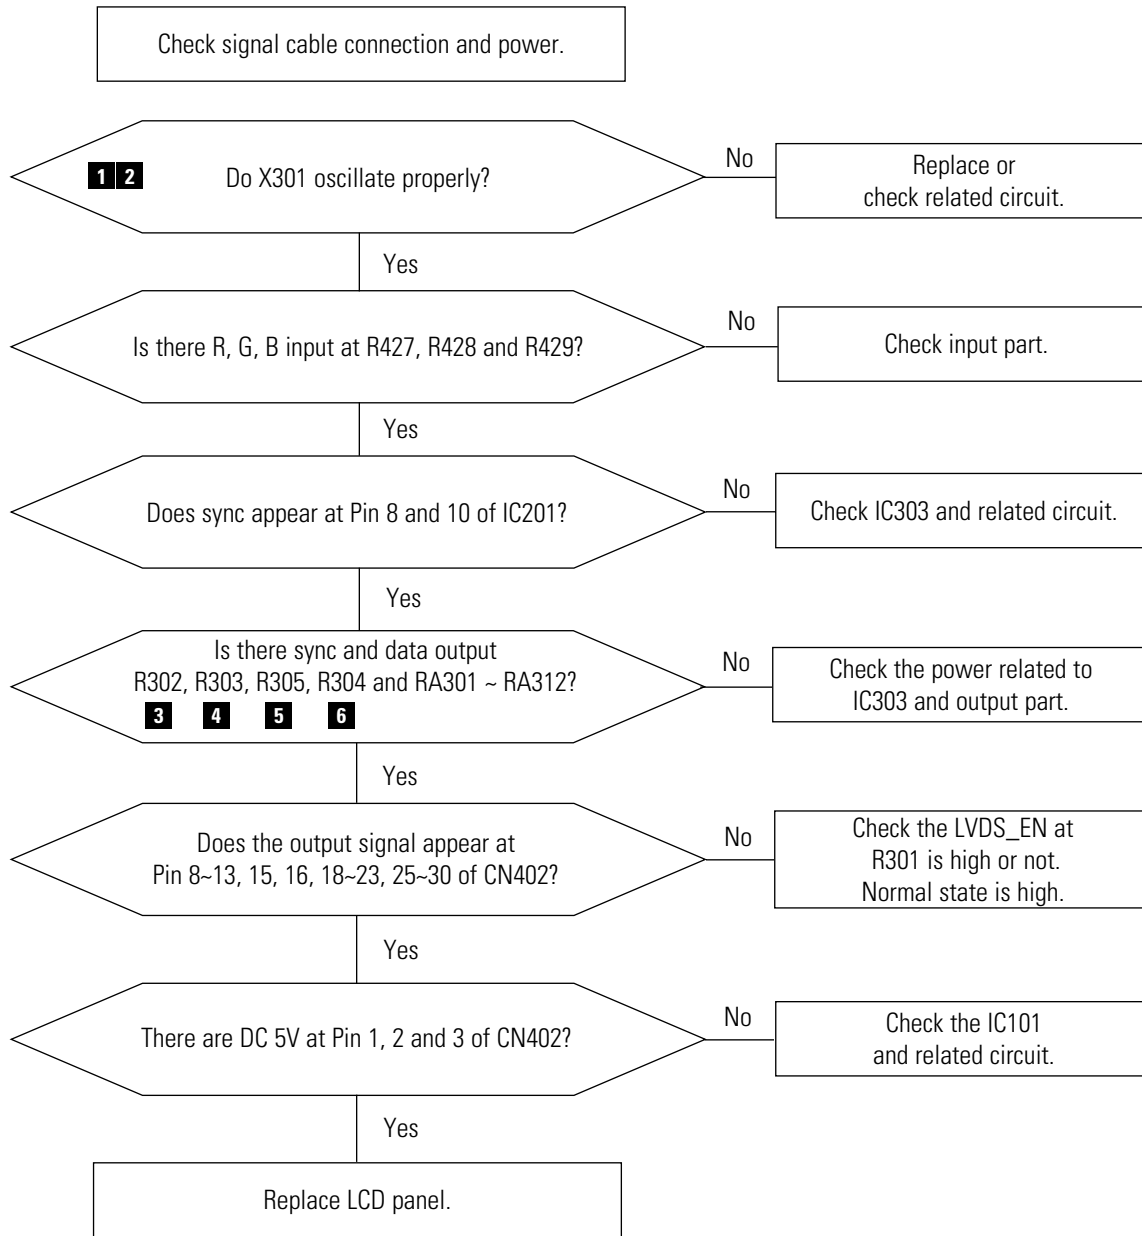 Check signal cable connection and power.
1 2 Do X301 oscillate properly?
No
Replace or
check related circuit.
Yes
Is there R, G, B input at R427, R428 and R429?
No
Check input part.
Yes
Does sync appear at Pin 8 and 10 of IC201?
No
Check IC303 and related circuit.
Yes
Is there sync and data output
R302, R303, R305, R304 and RA301 ~ RA312?
3 4 5 6
No
Check the power related to
IC303 and output part.
Yes
Does the output signal appear at
Pin 8~13, 15, 16, 18~23, 25~30 of CN402?
No
Check the LVDS_EN at
R301 is high or not.
Normal state is high.
Yes
There are DC 5V at Pin 1, 2 and 3 of CN402?
No
Check the IC101
and related circuit.
Yes
Replace LCD panel.